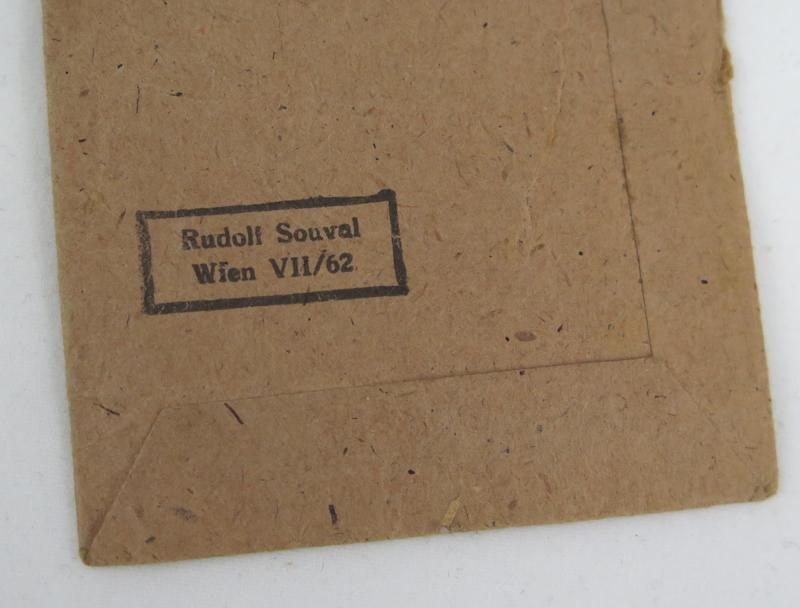 Rudolf Souval
Wien VII/62